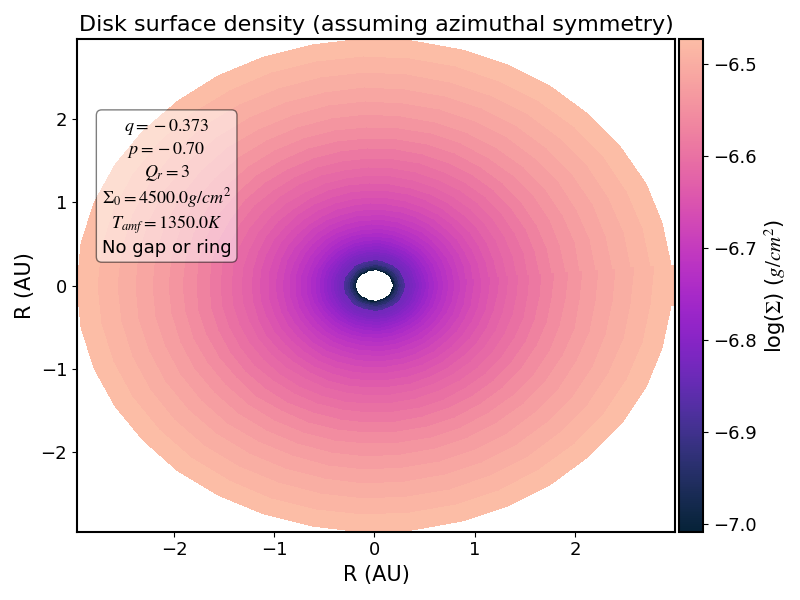 Disk surface density (assuming azimuthal symmetry)
q = −0.373
p = −0.70
Q_r = 3
Σ_0 = 4500.0g/cm^2
T_amf = 1350.0K
No gap or ring
R (AU)
2
1
0
−1
−2
−2
−1
0
1
2
R (AU)
−6.5
−6.6
−6.7
−6.8
−6.9
−7.0
log(Σ) (g/cm^2)